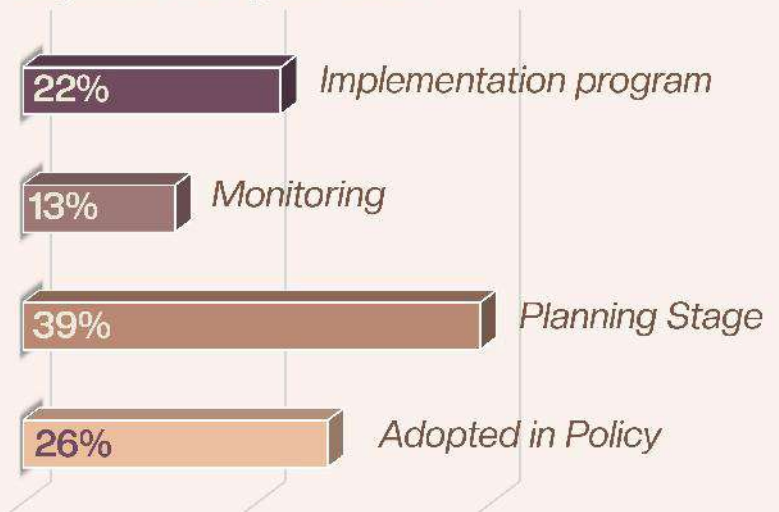 22% Implementation program
13% Monitoring
39% Planning Stage
26% Adopted in Policy